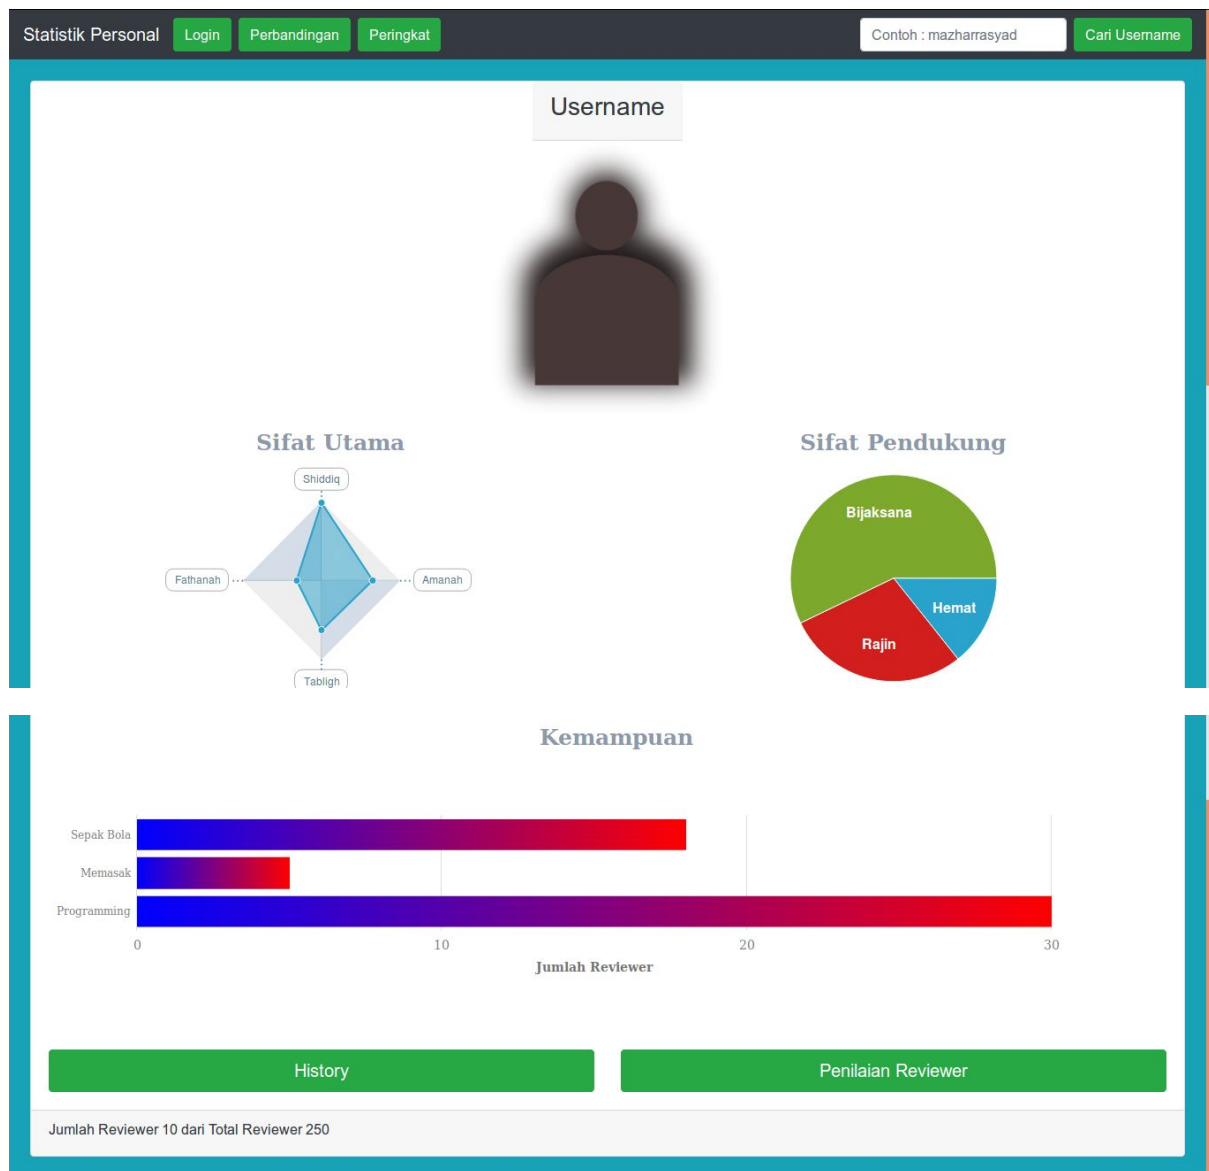 Statistik Personal Login Perbandingan Peringkat Contoh : mazharrasyad Cari Username
Username
Sifat Utama
Shiddiq
Fathanah
Amanah
Tabligh
Sifat Pendukung
Bijaksana
Hemat
Rajin
Kemampuan
Sepak Bola
Memasak
Programming
0 10 20 30
Jumlah Reviewer
History Penilaian Reviewer
Jumlah Reviewer 10 dari Total Reviewer 250